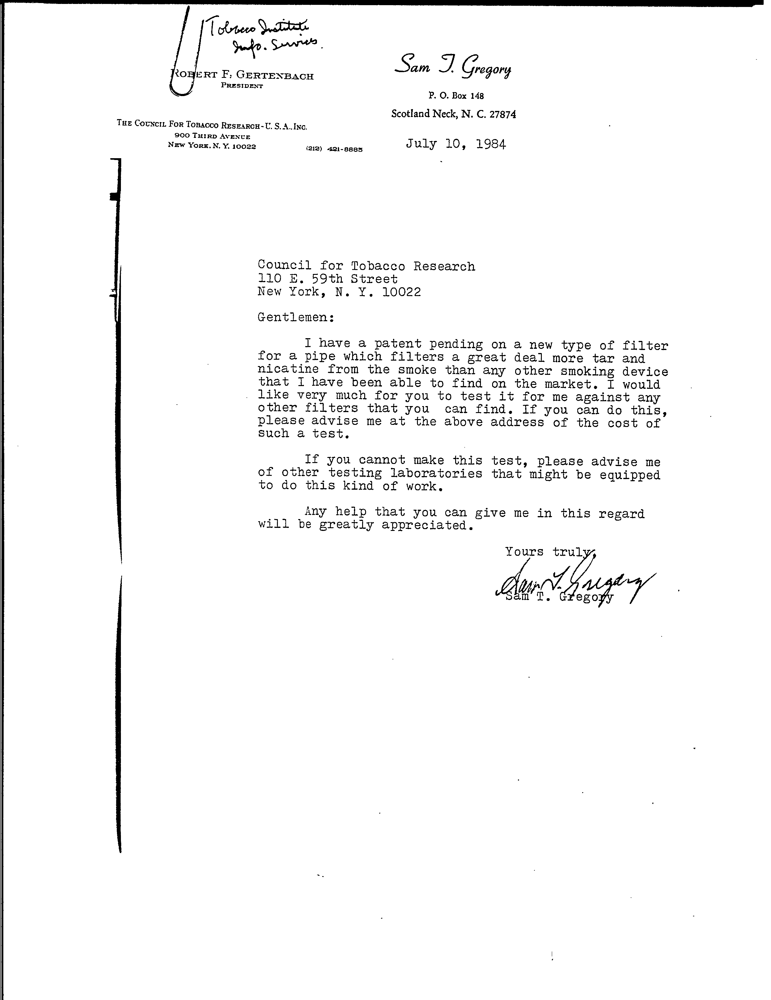 Tobacco Institute
Info. Services.
ROBERT F. GERTENBACH
PRESIDENT
THE COUNCIL FOR TOBACCO RESEARCH-U.S.A., INC.
900 THIRD AVENUE
NEW YORK, N.Y. 10022
(212) 421-8885
Sam T. Gregory
P. O. Box 148
Scotland Neck, N. C. 27874
July 10, 1984
Council for Tobacco Research
110 E. 59th Street
New York, N. Y. 10022
Gentlemen:
I have a patent pending on a new type of filter
for a pipe which filters a great deal more tar and
nicatine from the smoke than any other smoking device
that I have been able to find on the market. I would
like very much for you to test it for me against any
other filters that you can find. If you can do this,
please advise me at the above address of the cost of
such a test.
If you cannot make this test, please advise me
of other testing laboratories that might be equipped
to do this kind of work.
Any help that you can give me in this regard
will be greatly appreciated.
Yours truly,
Sam T. Gregory
Sam T. Gregory